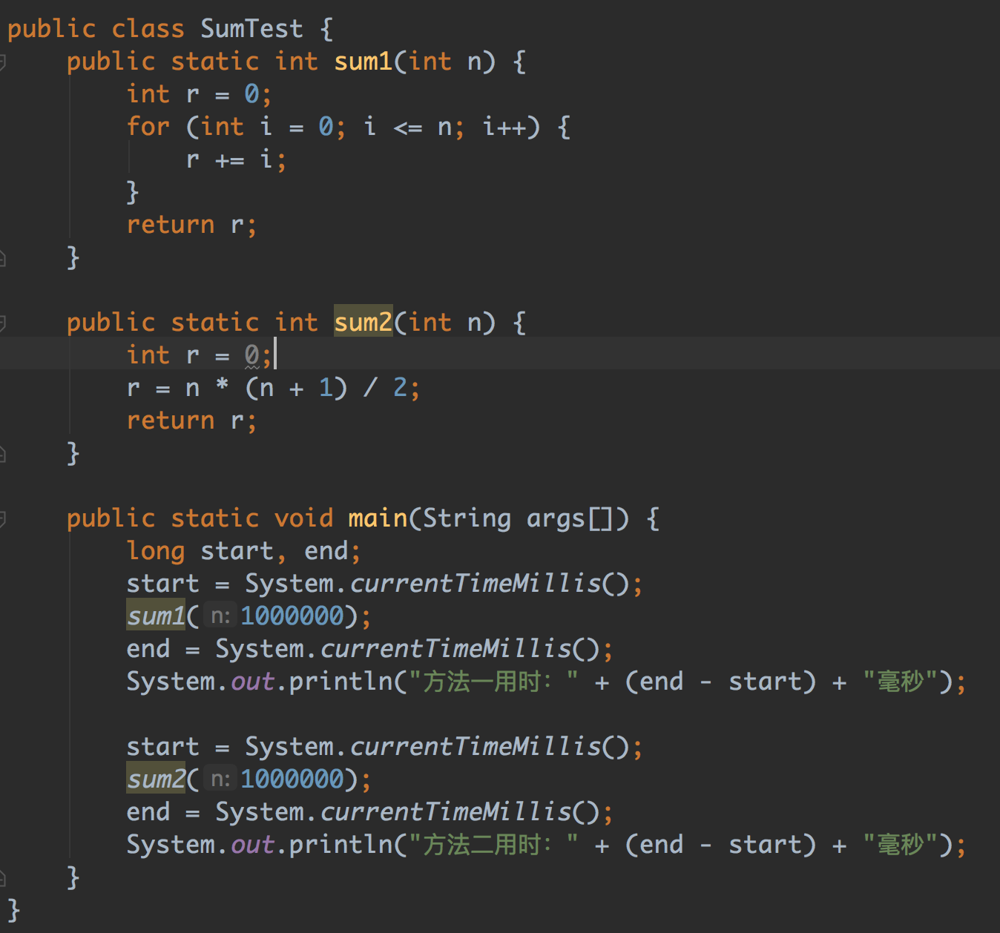 public class SumTest {
    public static int sum1(int n) {
        int r = 0;
        for (int i = 0; i <= n; i++) {
            r += i;
        }
        return r;
    }

    public static int sum2(int n) {
        int r = 0;
        r = n * (n + 1) / 2;
        return r;
    }

    public static void main(String args[]) {
        long start, end;
        start = System.currentTimeMillis();
        sum1( n: 1000000);
        end = System.currentTimeMillis();
        System.out.println("方法一用时：" + (end - start) + "毫秒");

        start = System.currentTimeMillis();
        sum2( n: 1000000);
        end = System.currentTimeMillis();
        System.out.println("方法二用时：" + (end - start) + "毫秒");
    }
}